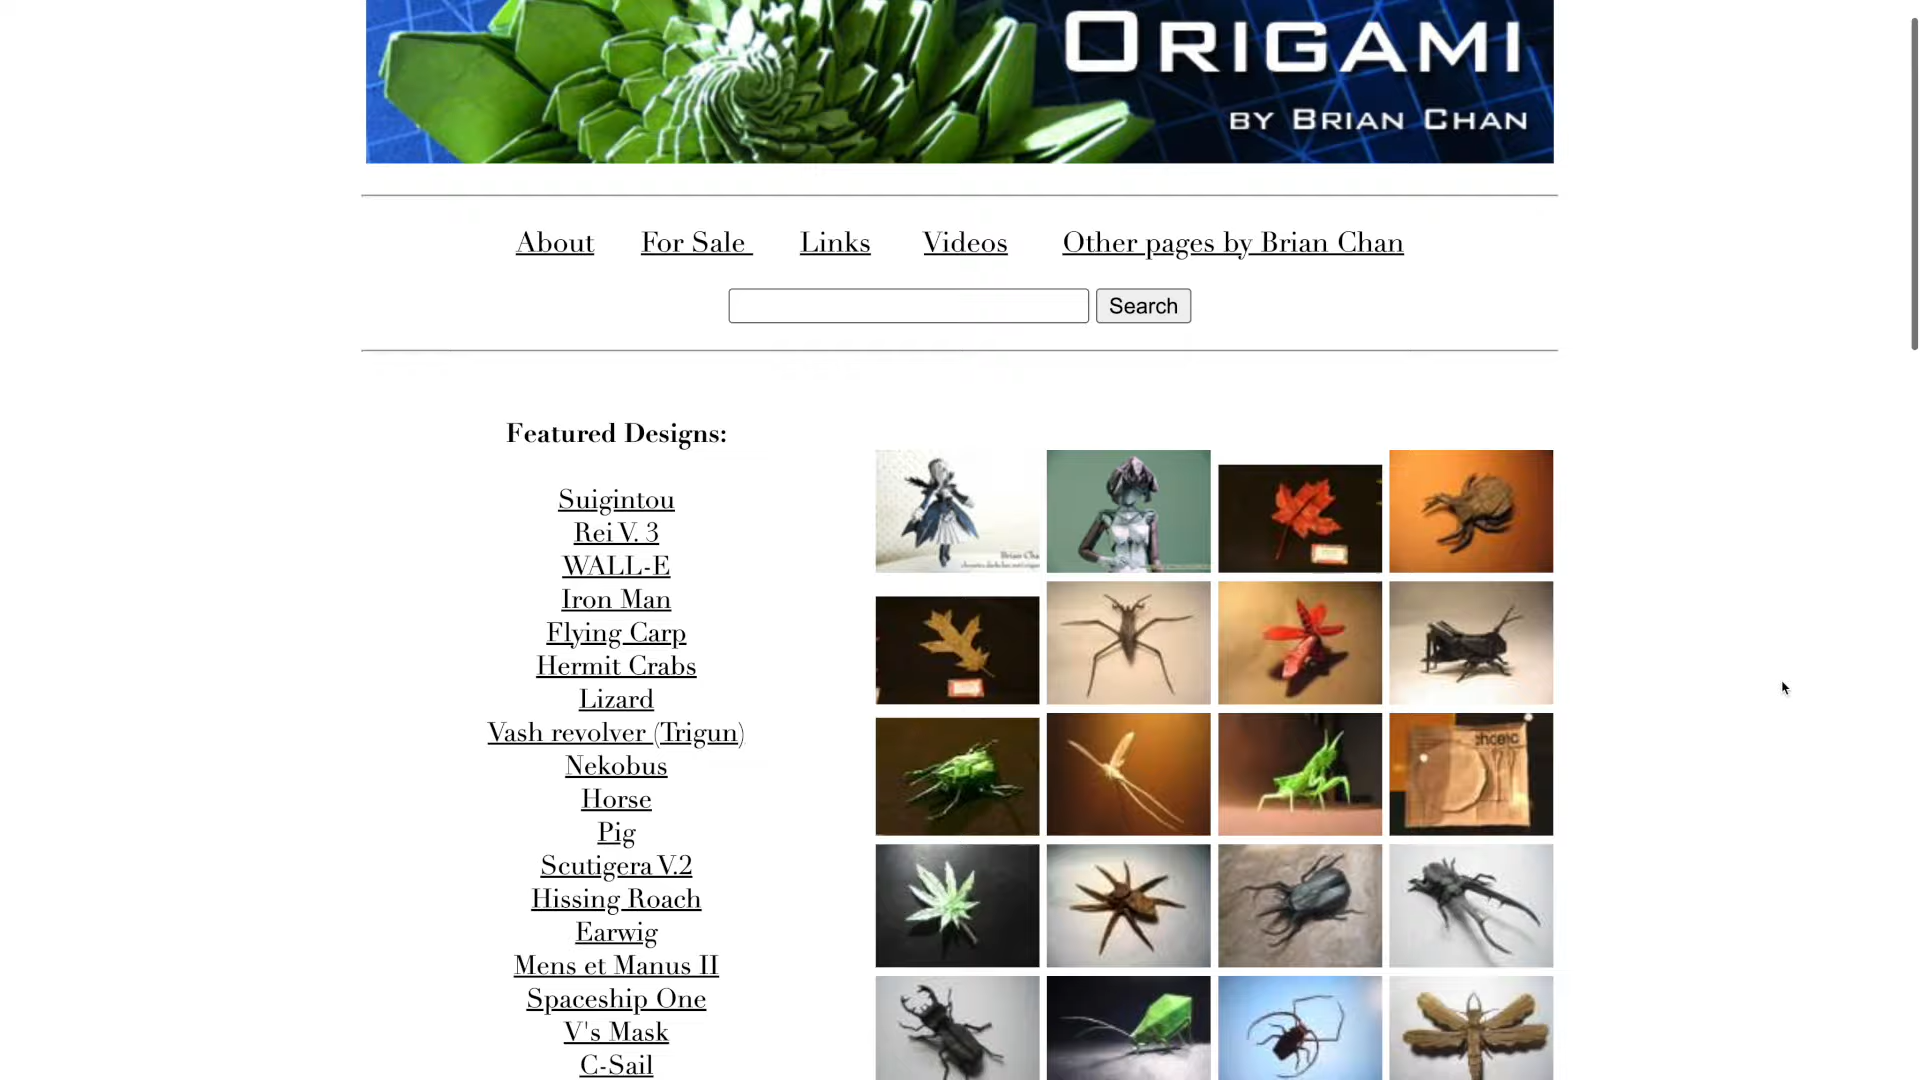 ORIGAMI
BY BRIAN CHAN
About For Sale Links Videos Other pages by Brian Chan
Search
Featured Designs:
Suigintou
Rei V. 3
WALL-E
Iron Man
Flying Carp
Hermit Crabs
Lizard
Vash revolver (Trigun)
Nekobus
Horse
Pig
Scutigera V.2
Hissing Roach
Earwig
Mens et Manus II
Spaceship One
V's Mask
C-Sail